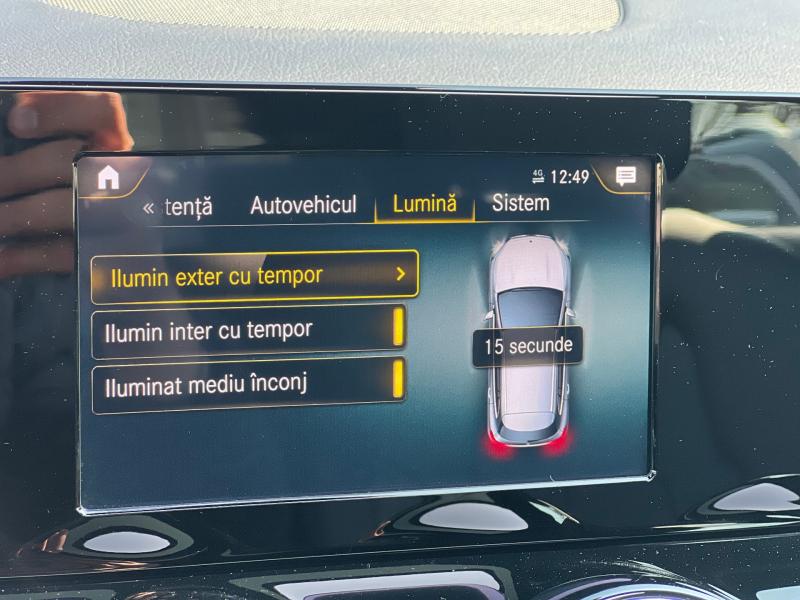 4G 12:49
« tență Autovehicul Lumină Sistem
Ilumin exter cu tempor >
Ilumin inter cu tempor
Iluminat mediu înconj
15 secunde